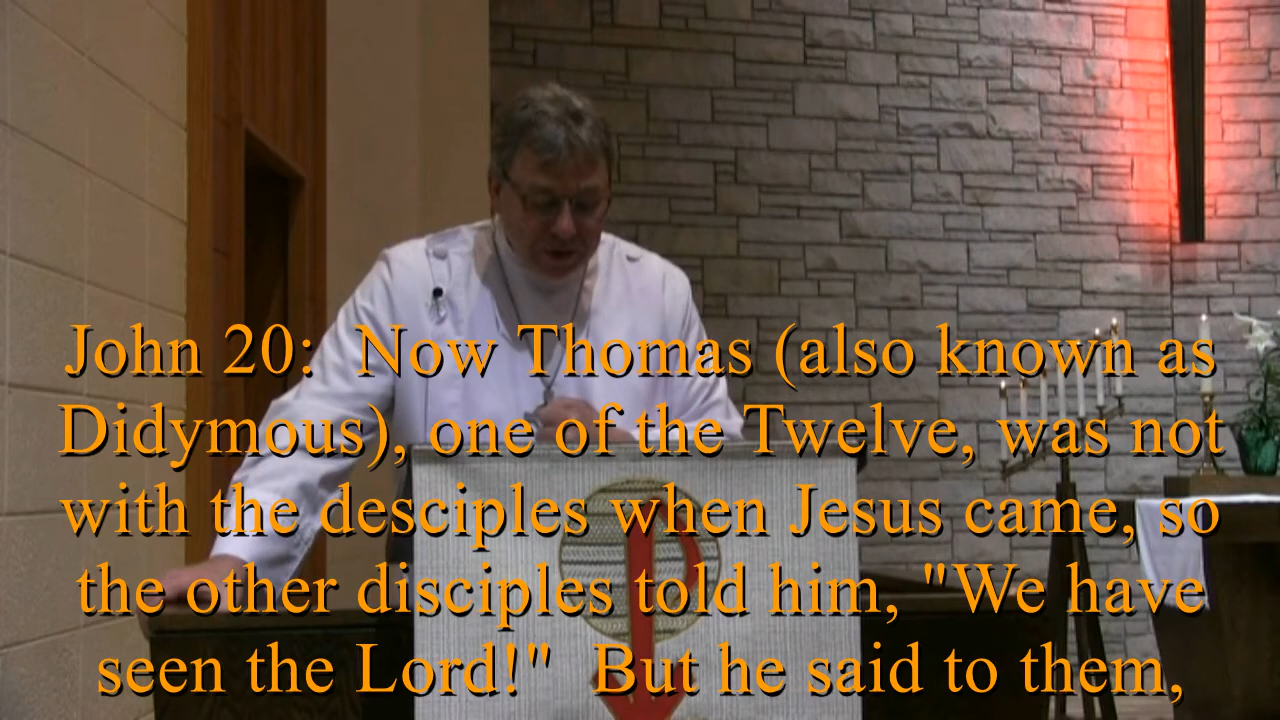 John 20:  Now Thomas (also known as
Didymous), one of the Twelve, was not
with the desciples when Jesus came, so
the other disciples told him, "We have
seen the Lord!"  But he said to them,